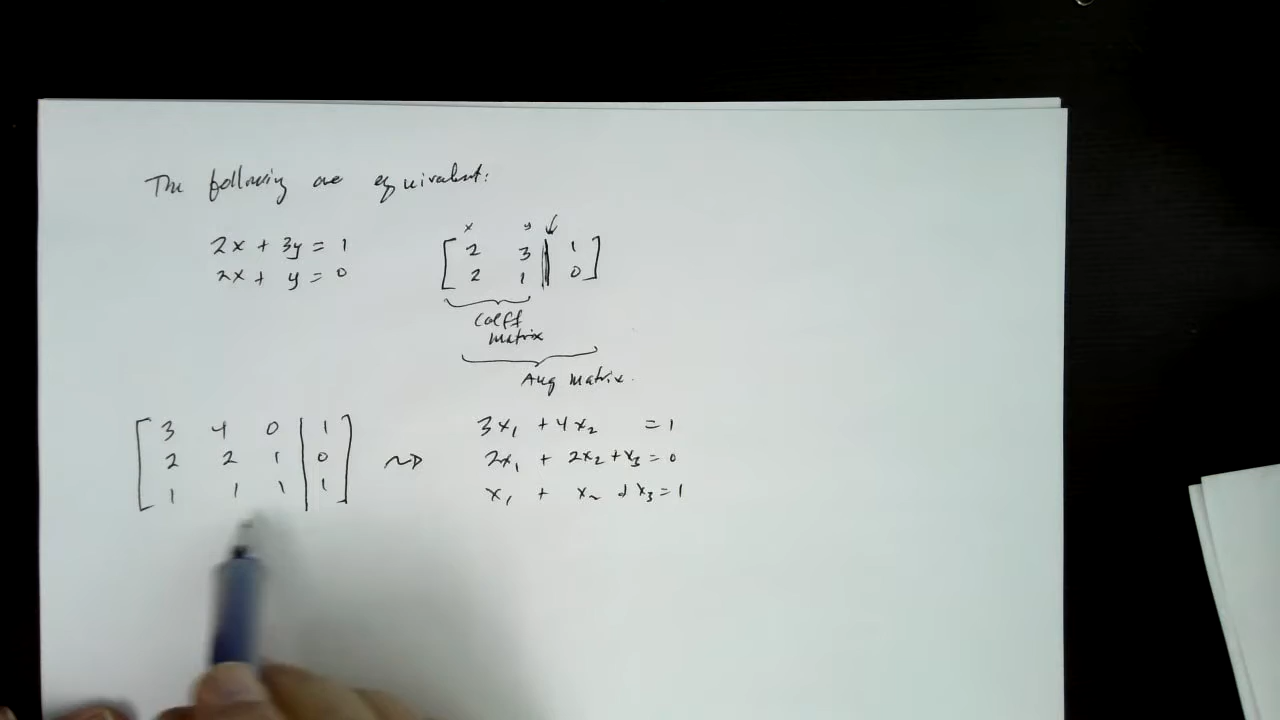 The following are equivalent:
2x + 3y = 1
2x + y = 0
x y ↓
[ 2 3 | 1 ]
[ 2 1 | 0 ]
Coeff
Matrix
Aug Matrix.
[ 3 4 0 | 1 ]
[ 2 2 1 | 0 ]
[ 1 1 1 | 1 ]
⇝
3x₁ + 4x₂ = 1
2x₁ + 2x₂ + x₃ = 0
x₁ + x₂ + x₃ = 1